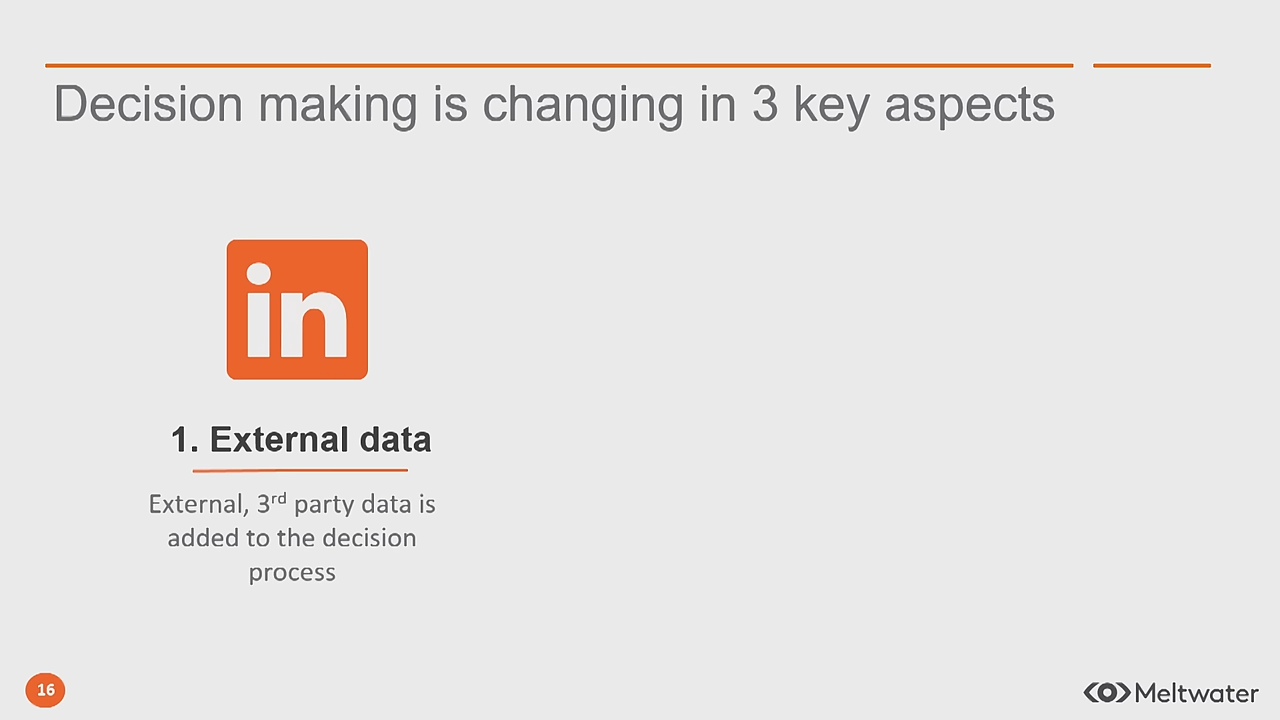 Decision making is changing in 3 key aspects
in
1. External data
External, 3rd party data is
added to the decision
process
16
Meltwater